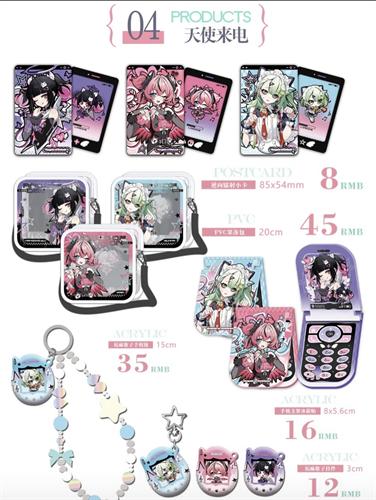 04
PRODUCTS
天使来电
POSTCARD
85x54mm
8RMB
PVC
20cm
45RMB
ACRYLIC
15cm
35RMB
ACRYLIC
8x5.6cm
16RMB
ACRYLIC
3cm
12RMB